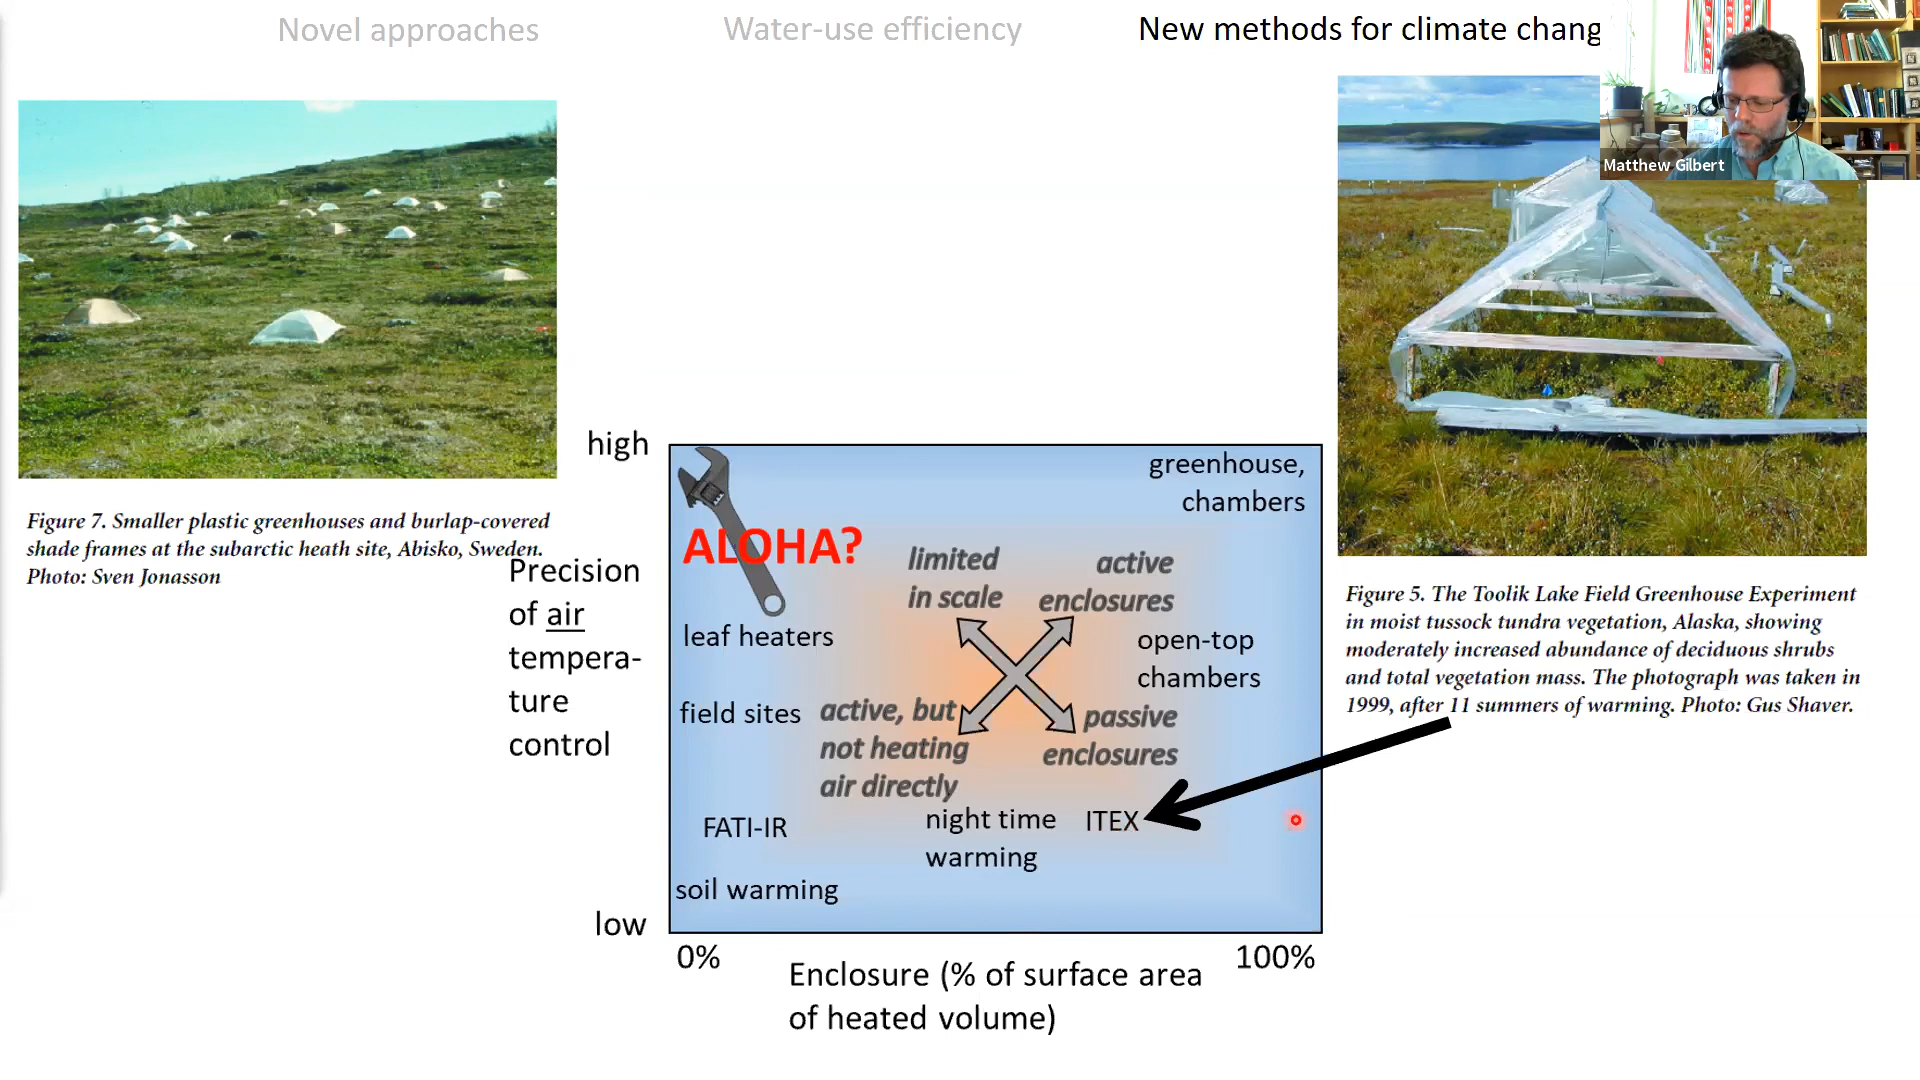 Novel approaches
Water-use efficiency
New methods for climate chang
Matthew Gilbert
Figure 7. Smaller plastic greenhouses and burlap-covered
shade frames at the subarctic heath site, Abisko, Sweden.
Photo: Sven Jonasson
Figure 5. The Toolik Lake Field Greenhouse Experiment
in moist tussock tundra vegetation, Alaska, showing
moderately increased abundance of deciduous shrubs
and total vegetation mass. The photograph was taken in
1999, after 11 summers of warming. Photo: Gus Shaver.
high
Precision
of air
tempera-
ture
control
low
greenhouse,
chambers
ALOHA?
limited
in scale
active
enclosures
leaf heaters
open-top
chambers
field sites
active, but
not heating
air directly
passive
enclosures
FATI-IR
night time
warming
ITEX
soil warming
0%
100%
Enclosure (% of surface area
of heated volume)